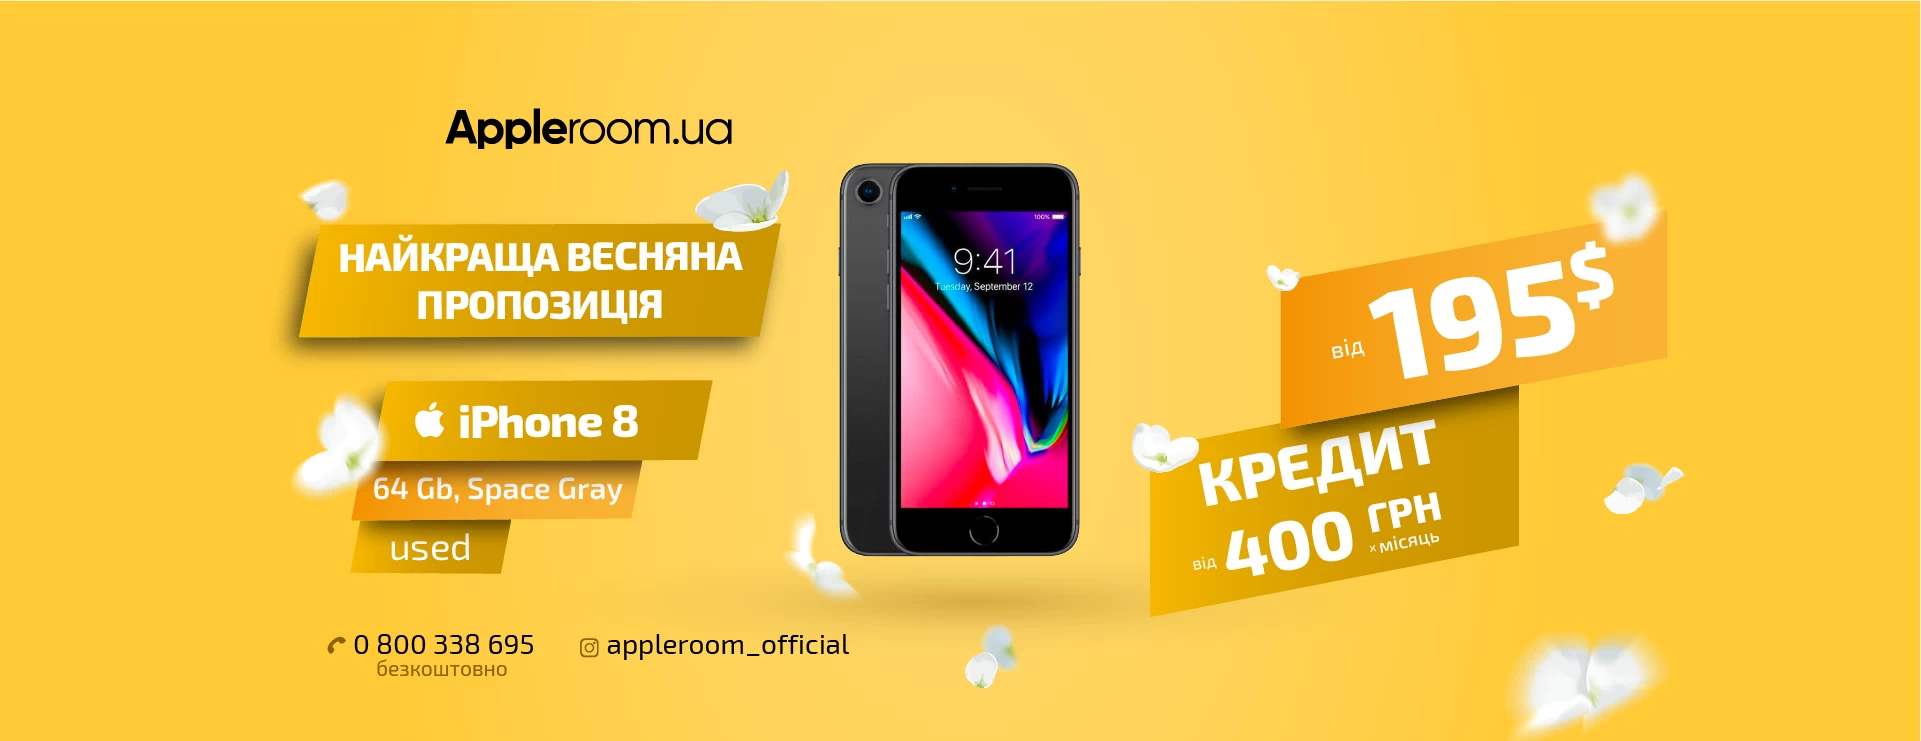 Appleroom.ua
НАЙКРАЩА ВЕСНЯНА
ПРОПОЗИЦІЯ
iPhone 8
64 Gb, Space Gray
used
0 800 338 695
безкоштовно
appleroom_official
100%
9:41
Tuesday, September 12
від 195$
КРЕДИТ
від 400 ГРН
х місяць